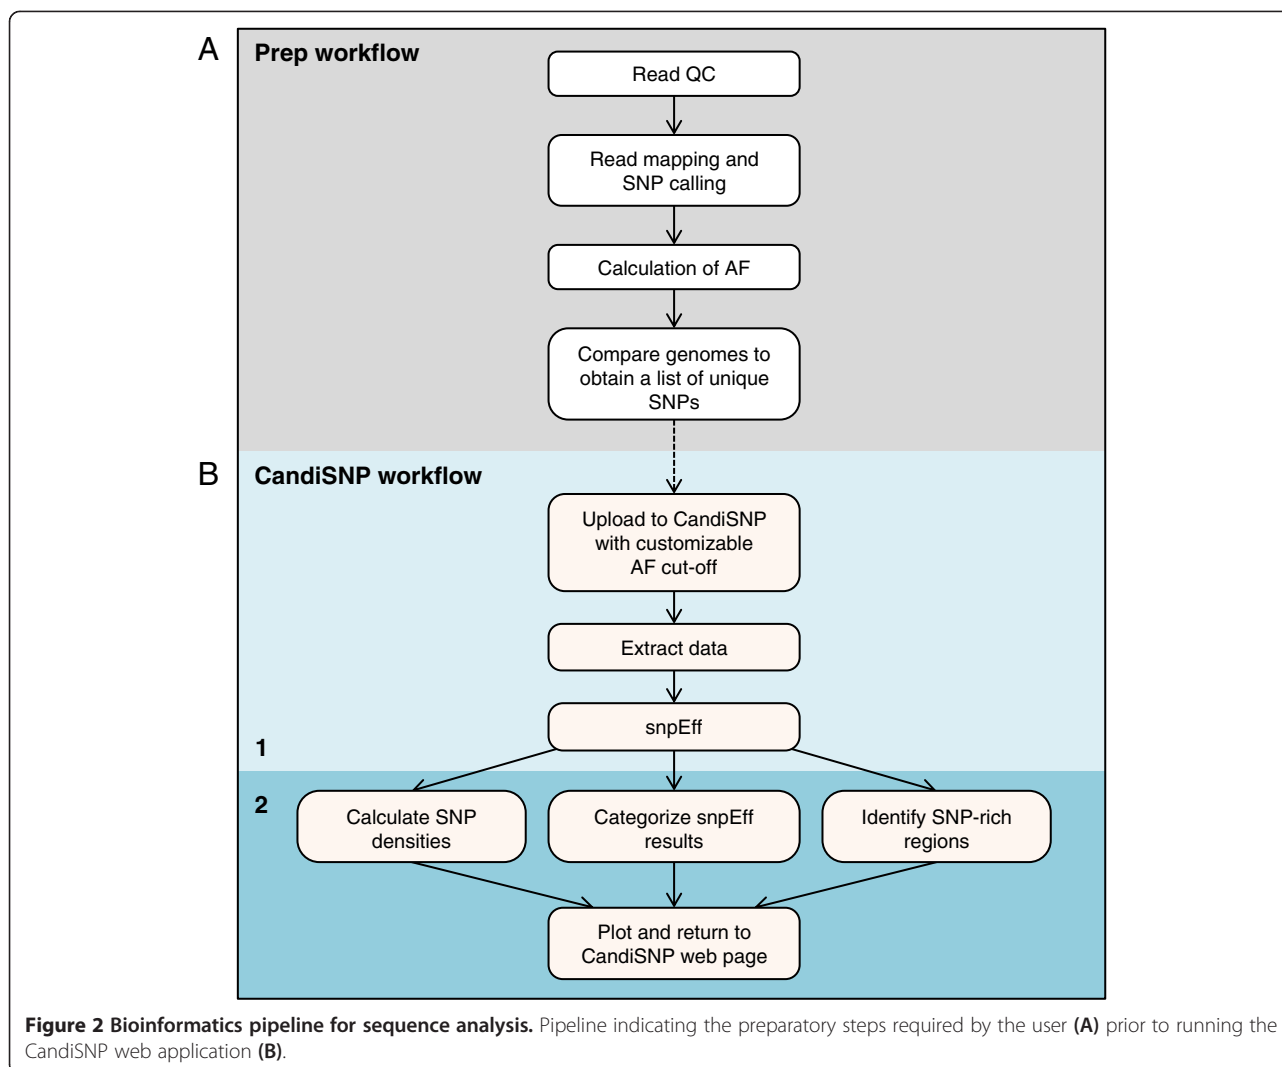 A
Prep workflow
Read QC
Read mapping and
SNP calling
Calculation of AF
Compare genomes to
obtain a list of unique
SNPs
B
CandiSNP workflow
Upload to CandiSNP
with customizable
AF cut-off
Extract data
snpEff
1
2
Calculate SNP
densities
Categorize snpEff
results
Identify SNP-rich
regions
Plot and return to
CandiSNP web page
Figure 2 Bioinformatics pipeline for sequence analysis. Pipeline indicating the preparatory steps required by the user (A) prior to running the
CandiSNP web application (B).